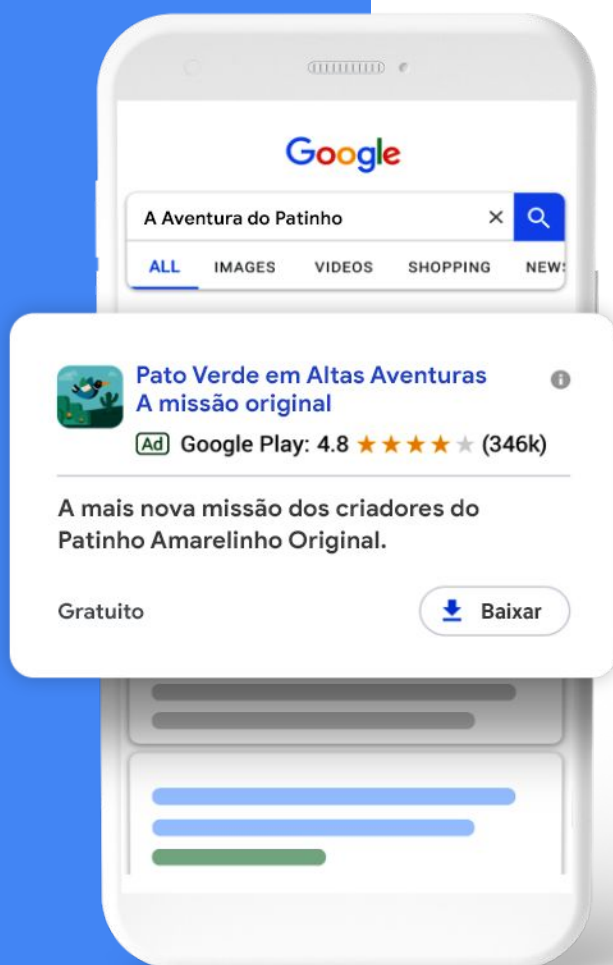 Google
A Aventura do Patinho
ALL IMAGES VIDEOS SHOPPING NEWS
Pato Verde em Altas Aventuras
A missão original
Ad Google Play: 4.8 ★★★★★ (346k)
A mais nova missão dos criadores do
Patinho Amarelinho Original.
Gratuito
Baixar